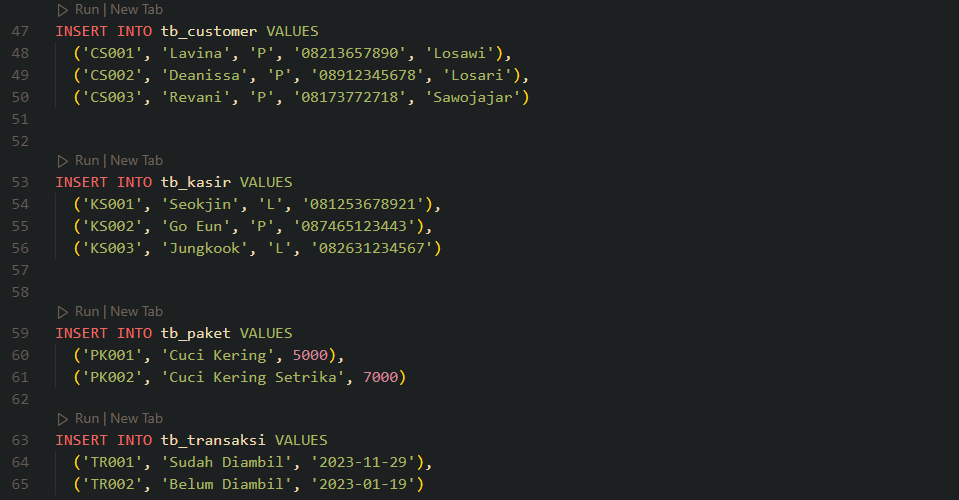 Run | New Tab
47 INSERT INTO tb_customer VALUES
48 ('CS001', 'Lavina', 'P', '08213657890', 'Losawi'),
49 ('CS002', 'Deanissa', 'P', '08912345678', 'Losari'),
50 ('CS003', 'Revani', 'P', '08173772718', 'Sawojajar')
51
52
Run | New Tab
53 INSERT INTO tb_kasir VALUES
54 ('KS001', 'Seokjin', 'L', '081253678921'),
55 ('KS002', 'Go Eun', 'P', '087465123443'),
56 ('KS003', 'Jungkook', 'L', '082631234567')
57
58
Run | New Tab
59 INSERT INTO tb_paket VALUES
60 ('PK001', 'Cuci Kering', 5000),
61 ('PK002', 'Cuci Kering Setrika', 7000)
62
Run | New Tab
63 INSERT INTO tb_transaksi VALUES
64 ('TR001', 'Sudah Diambil', '2023-11-29'),
65 ('TR002', 'Belum Diambil', '2023-01-19')